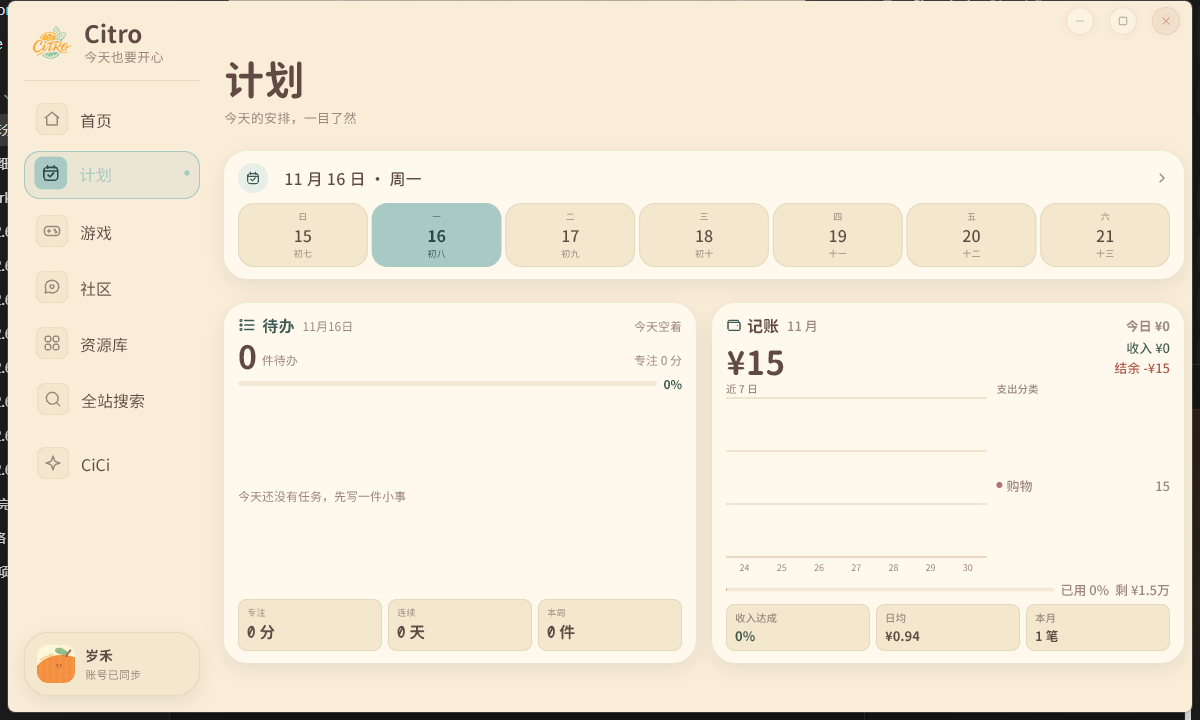 CiTRO
Citro
今天也要开心
首页
计划
游戏
社区
资源库
全站搜索
CiCi
岁禾
账号已同步
计划
今天的安排，一目了然
11 月 16 日 · 周一
日 一 二 三 四 五 六
15 16 17 18 19 20 21
初七 初八 初九 初十 十一 十二 十三
待办 11月16日 今天空着
0 件待办 专注 0 分
0%
今天还没有任务，先写一件小事
专注 连续 本周
0 分 0 天 0 件
记账 11 月 今日 ¥0
收入 ¥0
¥15 结余 -¥15
近 7 日 支出分类
购物 15
24 25 26 27 28 29 30
已用 0% 剩 ¥1.5万
收入达成 日均 本月
0% ¥0.94 1 笔